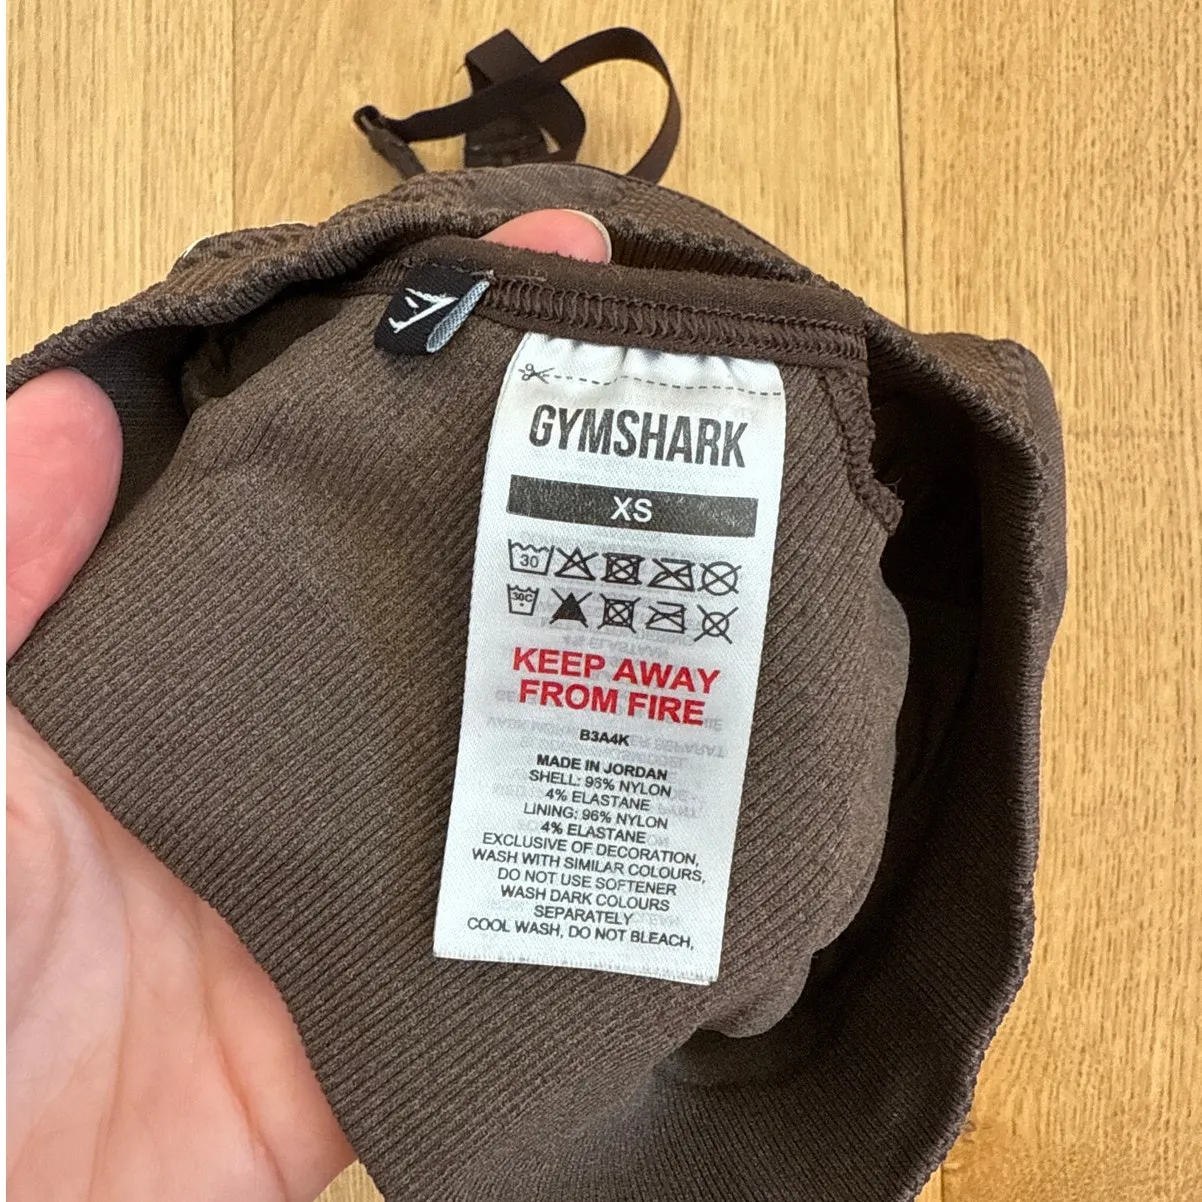 GYMSHARK
XS
30
30C
KEEP AWAY
FROM FIRE
B3A4K
MADE IN JORDAN
SHELL: 96% NYLON
4% ELASTANE
LINING: 96% NYLON
4% ELASTANE
EXCLUSIVE OF DECORATION,
WASH WITH SIMILAR COLOURS,
DO NOT USE SOFTENER
WASH DARK COLOURS
SEPARATELY
COOL WASH, DO NOT BLEACH,